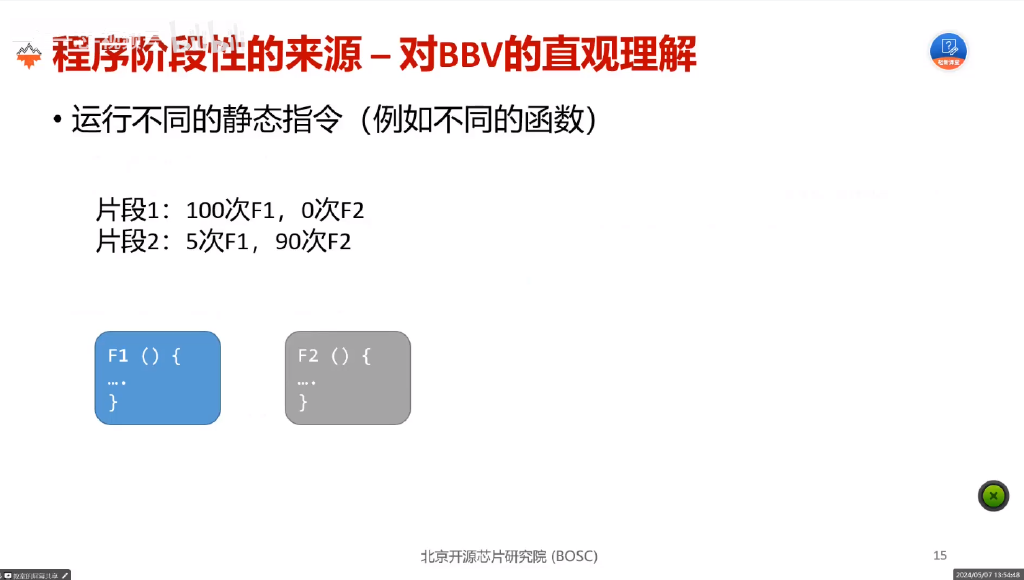 程序阶段性的来源 – 对BBV的直观理解
• 运行不同的静态指令（例如不同的函数）
片段1：100次F1，0次F2
片段2：5次F1，90次F2
F1 () {
….
}
F2 () {
….
}
北京开源芯片研究院 (BOSC)
15
2024/05/07 13:54:48